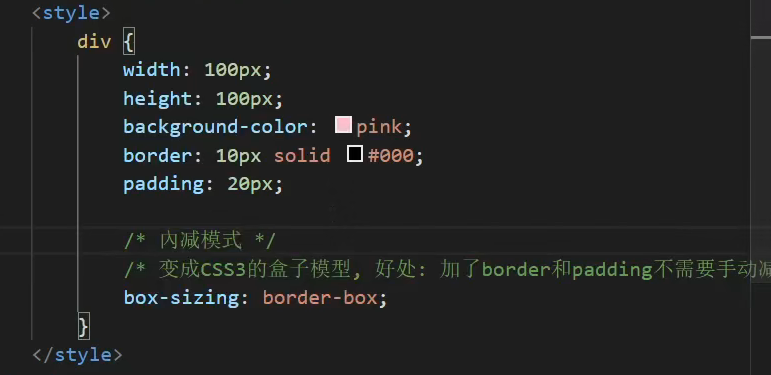 <style>
div {
width: 100px;
height: 100px;
background-color: pink;
border: 10px solid #000;
padding: 20px;
/* 内减模式 */
/* 变成CSS3的盒子模型, 好处: 加了border和padding不需要手动减
box-sizing: border-box;
}
</style>